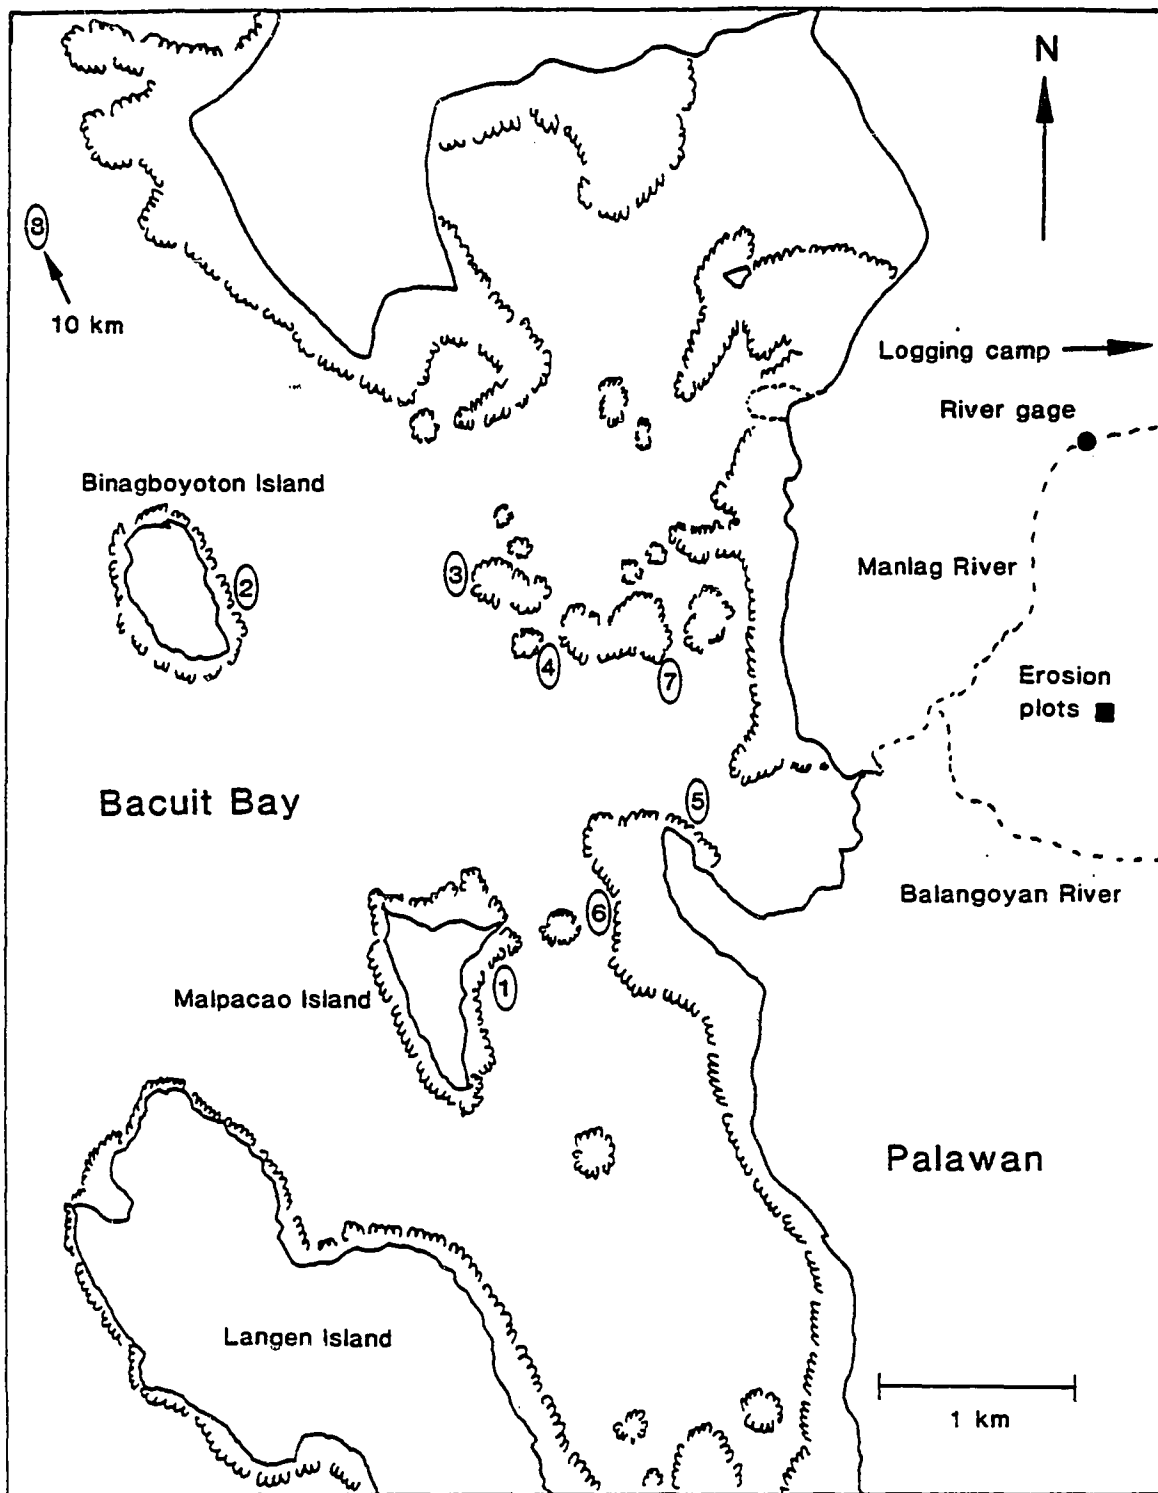 N
8
10 km
Logging camp
River gage
Binagboyoton Island
3
2
Manlag River
4
7
Erosion
plots
Bacuit Bay
5
Balangoyan River
6
1
Malpacao Island
Palawan
Langen Island
1 km